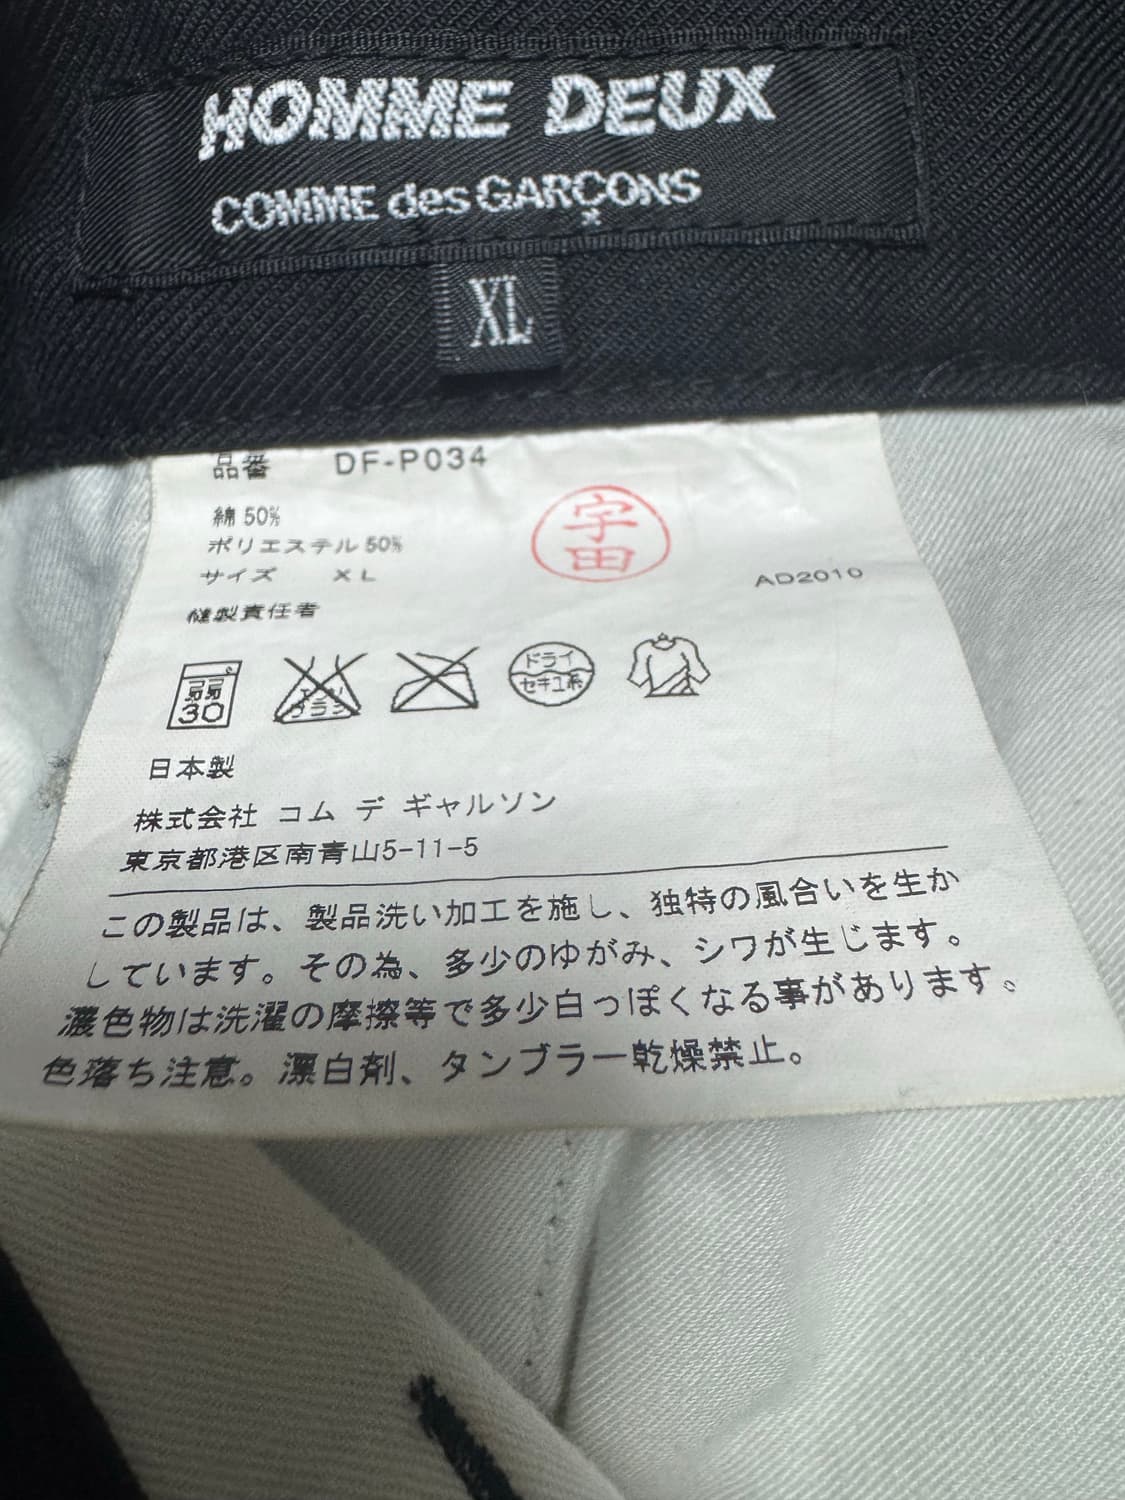 HOMME DEUX
COMME des GARÇONS
XL
品番 DF-P034
綿 50%
ポリエステル 50%
サイズ XL
縫製責任者
宇田
AD2010
弱
30
エンソ
サラシ
ドライ
セキユ系
日本製
株式会社 コム デ ギャルソン
東京都港区南青山5-11-5
この製品は、製品洗い加工を施し、独特の風合いを生か
しています。その為、多少のゆがみ、シワが生じます。
濃色物は洗濯の摩擦等で多少白っぽくなる事があります。
色落ち注意。漂白剤、タンブラー乾燥禁止。